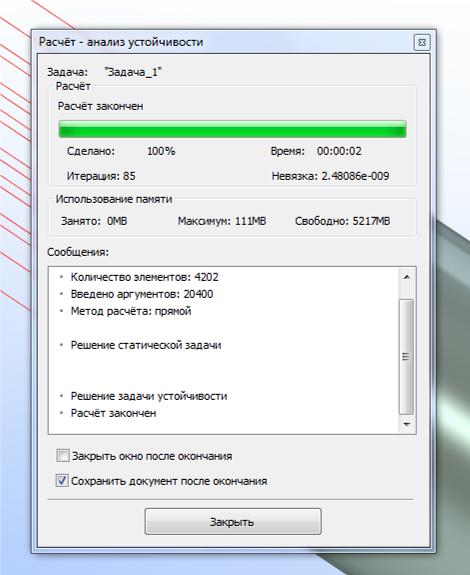 Расчёт - анализ устойчивости
Задача: "Задача_1"
Расчёт
Расчёт закончен
Сделано: 100% Время: 00:00:02
Итерация: 85 Невязка: 2.48086e-009
Использование памяти
Занято: 0MB Максимум: 111MB Свободно: 5217MB
Сообщения:
Количество элементов: 4202
Введено аргументов: 20400
Метод расчёта: прямой
Решение статической задачи
Решение задачи устойчивости
Расчёт закончен
Закрыть окно после окончания
Сохранить документ после окончания
Закрыть